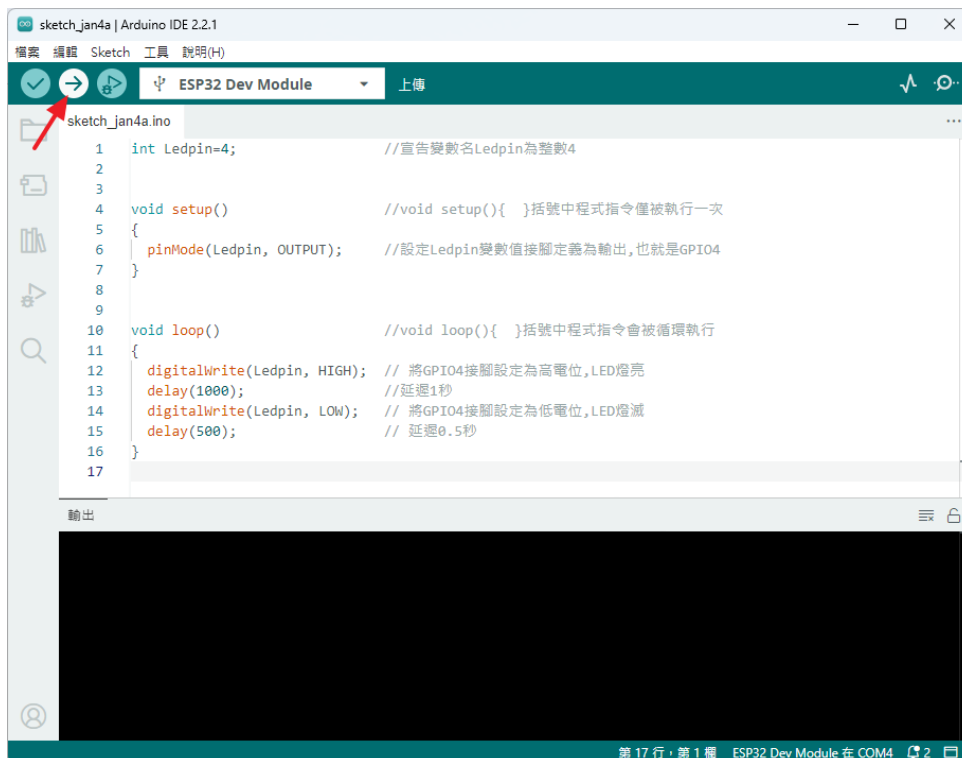 sketch_jan4a | Arduino IDE 2.2.1
檔案 編輯 Sketch 工具 說明(H)
ESP32 Dev Module 上傳
sketch_jan4a.ino
1 int Ledpin=4; //宣告變數名Ledpin為整數4
2
3
4 void setup() //void setup(){ }括號中程式指令僅被執行一次
5 {
6 pinMode(Ledpin, OUTPUT); //設定Ledpin變數值接腳定義為輸出,也就是GPIO4
7 }
8
9
10 void loop() //void loop(){ }括號中程式指令會被循環執行
11 {
12 digitalWrite(Ledpin, HIGH); // 將GPIO4接腳設定為高電位,LED燈亮
13 delay(1000); //延遲1秒
14 digitalWrite(Ledpin, LOW); // 將GPIO4接腳設定為低電位,LED燈滅
15 delay(500); // 延遲0.5秒
16 }
17
輸出
第 17 行，第 1 欄 ESP32 Dev Module 在 COM4 2